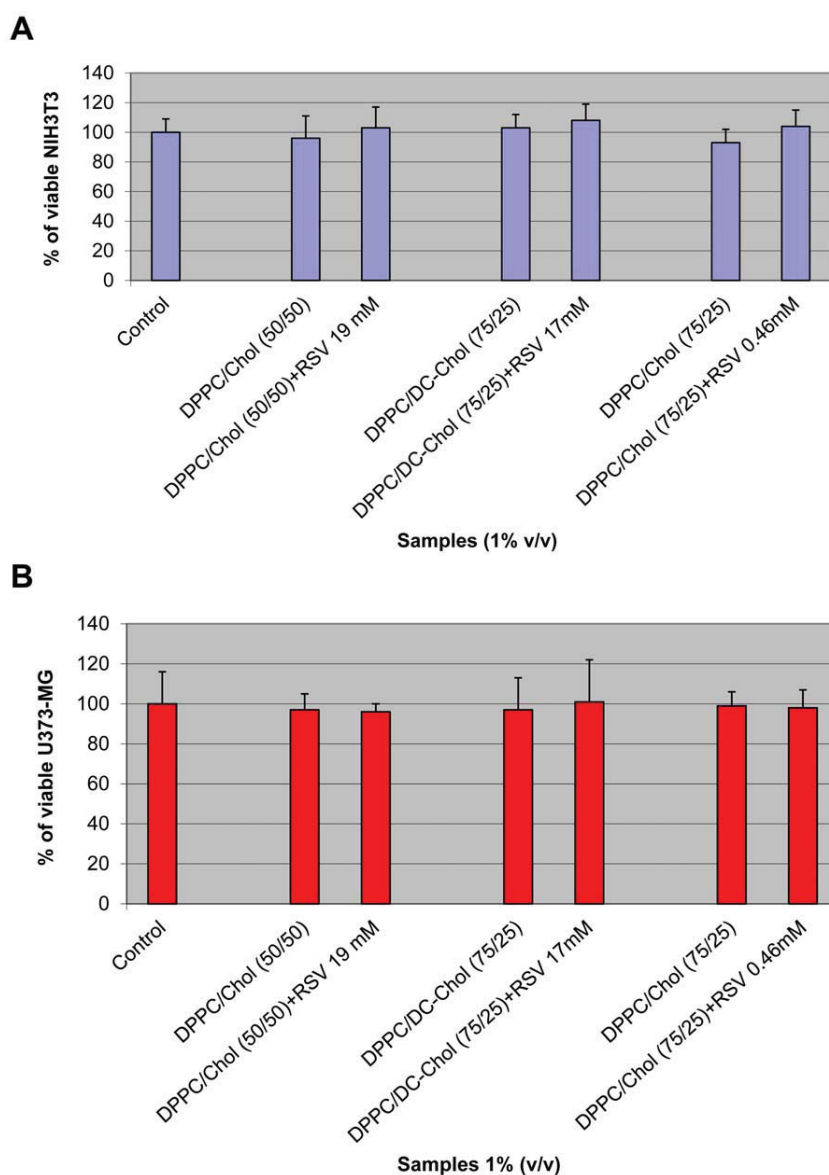 A
% of viable NIH3T3
140
120
100
80
60
40
20
0
Control
DPPC/Chol (50/50)
DPPC/Chol (50/50)+RSV 19 mM
DPPC/DC-Chol (75/25)
DPPC/DC-Chol (75/25)+RSV 17mM
DPPC/Chol (75/25)
DPPC/Chol (75/25)+RSV 0.46mM
Samples (1% v/v)
B
% of viable U373-MG
140
120
100
80
60
40
20
0
Control
DPPC/Chol (50/50)
DPPC/Chol (50/50)+RSV 19 mM
DPPC/DC-Chol (75/25)
DPPC/DC-Chol (75/25)+RSV 17mM
DPPC/Chol (75/25)
DPPC/Chol (75/25)+RSV 0.46mM
Samples 1% (v/v)